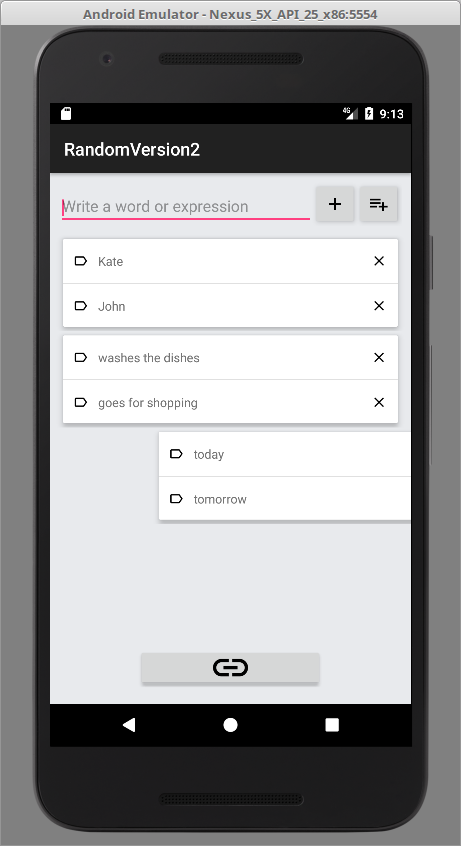 Android Emulator - Nexus_5X_API_25_x86:5554
4G 9:13
RandomVersion2
Write a word or expression
Kate
John
washes the dishes
goes for shopping
today
tomorrow